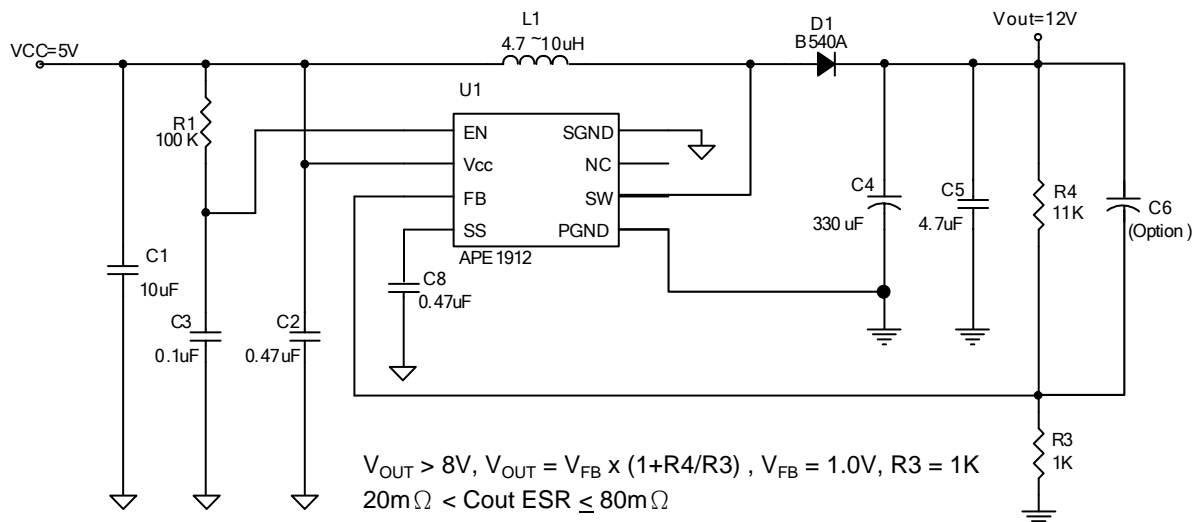 L1
4.7 ~10uH
D1
B540A
Vout=12V
VCC=5V
U1
R1
100 K
EN
Vcc
FB
SS
SGND
NC
SW
PGND
APE 1912
C4
330 uF
C5
4.7uF
R4
11K
C6
(Option )
C1
10uF
C8
0.47uF
C3
0.1uF
C2
0.47uF
R3
1K
V_OUT > 8V, V_OUT = V_FB x (1+R4/R3) , V_FB = 1.0V, R3 = 1K
20mΩ < Cout ESR ≤ 80mΩ